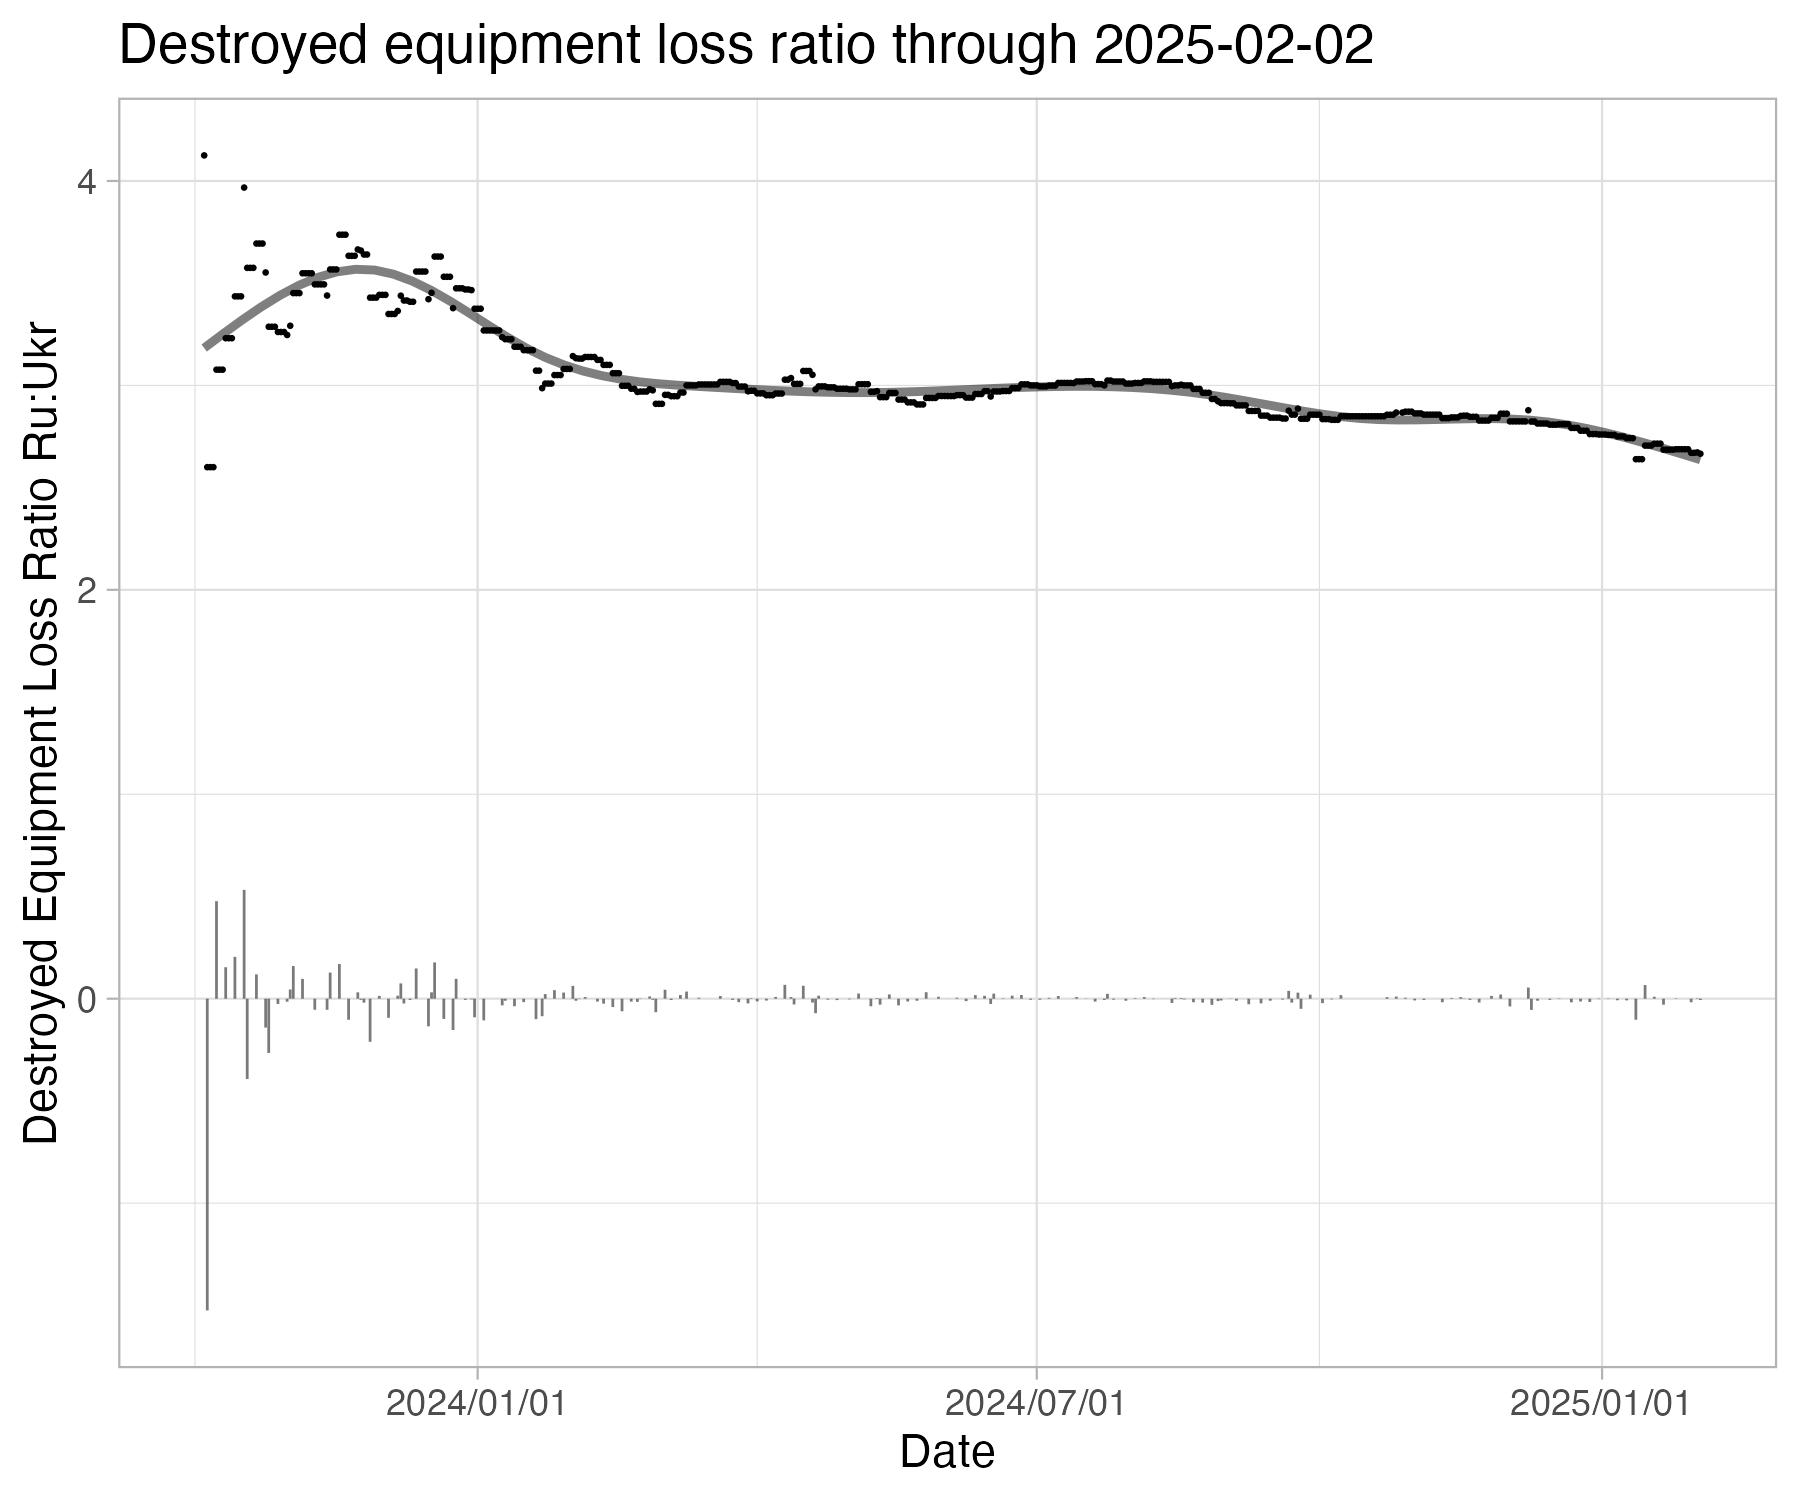 Destroyed equipment loss ratio through 2025-02-02
Destroyed Equipment Loss Ratio Ru:Ukr
4
2
0
2024/01/01
2024/07/01
2025/01/01
Date